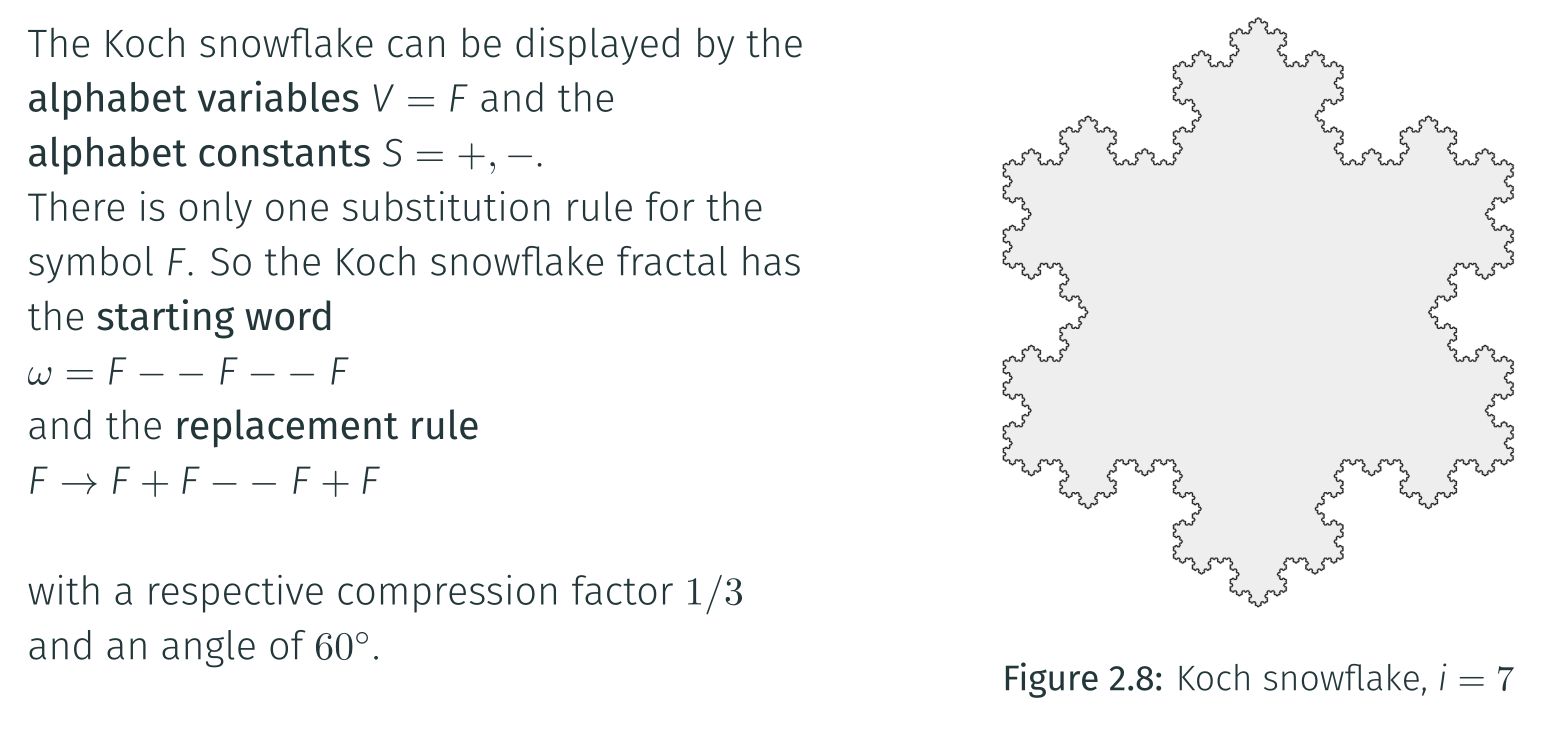 The Koch snowflake can be displayed by the
alphabet variables V = F and the
alphabet constants S = +, −.
There is only one substitution rule for the
symbol F. So the Koch snowflake fractal has
the starting word
ω = F − − F − − F
and the replacement rule
F → F + F − − F + F
with a respective compression factor 1/3
and an angle of 60°.
Figure 2.8: Koch snowflake, i = 7